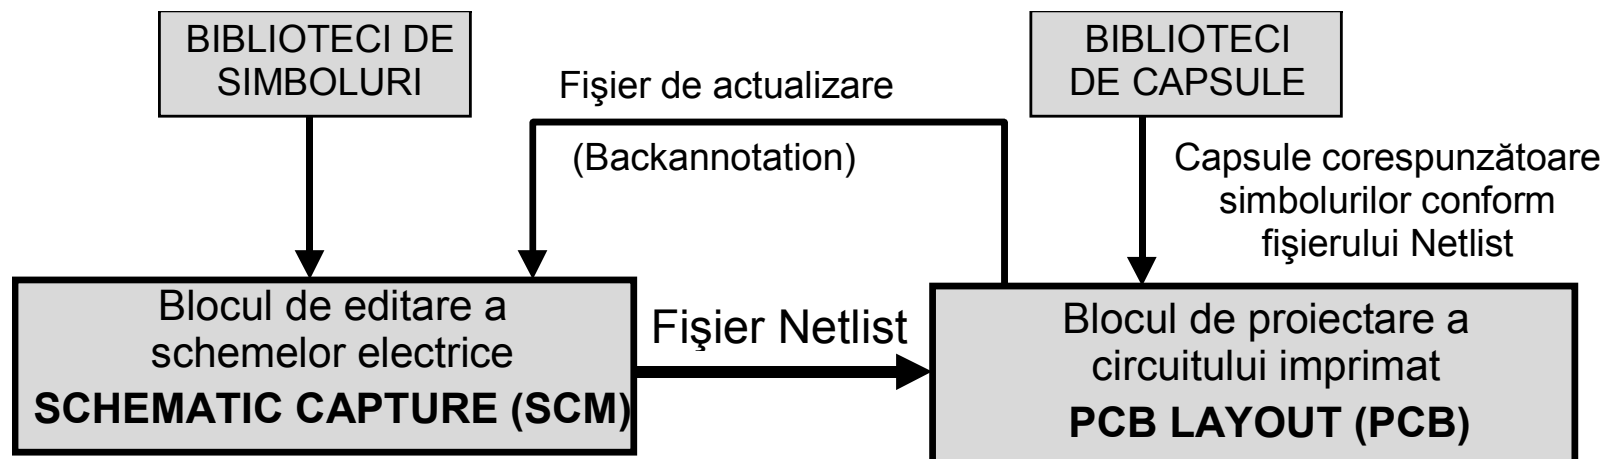 BIBLIOTECI DE
SIMBOLURI
Fişier de actualizare
(Backannotation)
BIBLIOTECI
DE CAPSULE
Capsule corespunzătoare
simbolurilor conform
fişierului Netlist
Blocul de editare a
schemelor electrice
SCHEMATIC CAPTURE (SCM)
Fişier Netlist
Blocul de proiectare a
circuitului imprimat
PCB LAYOUT (PCB)